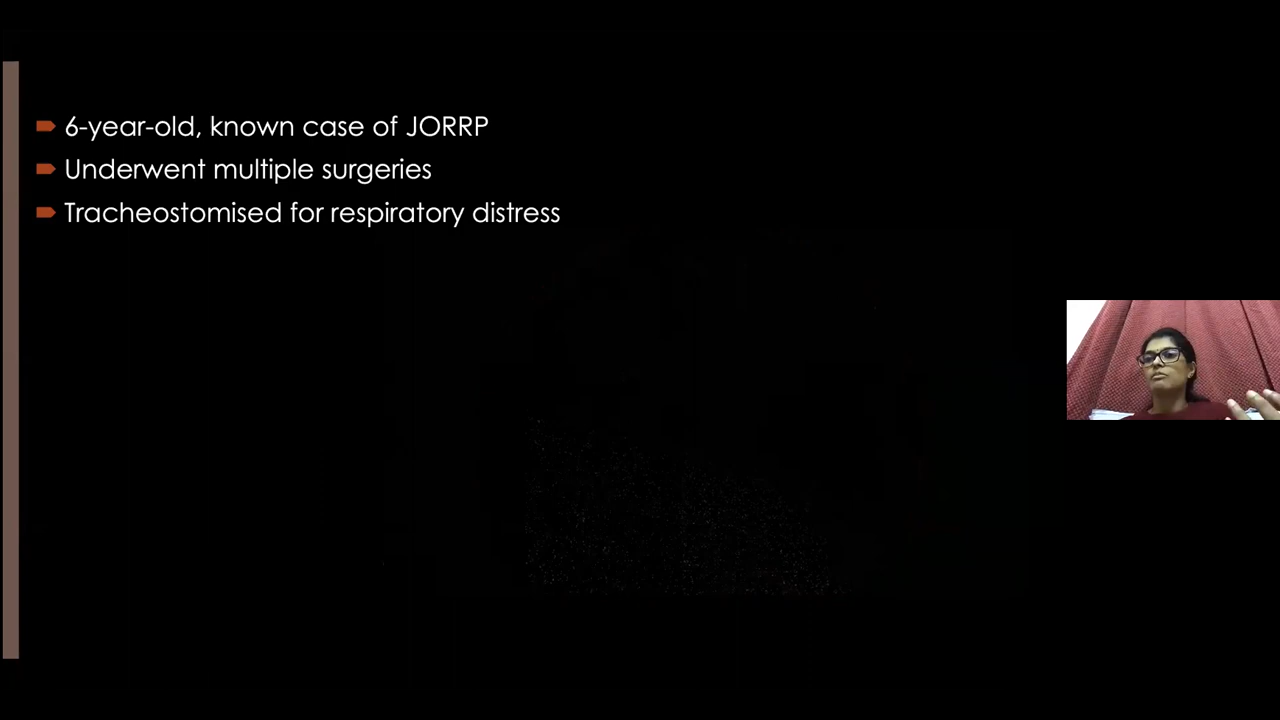 6-year-old, known case of JORRP
Underwent multiple surgeries
Tracheostomised for respiratory distress